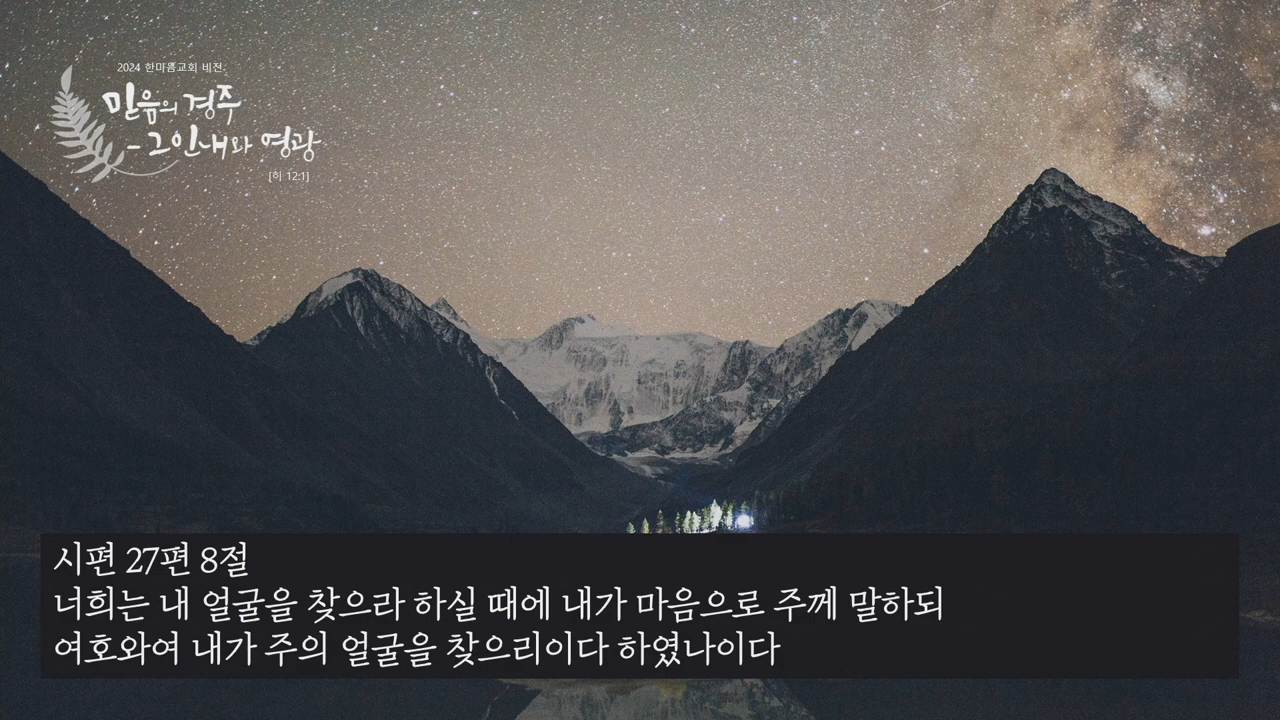 2024 한마음교회 비전.
믿음의 경주
- 그 인내와 영광
[히 12:1]
시편 27편 8절
너희는 내 얼굴을 찾으라 하실 때에 내가 마음으로 주께 말하되
여호와여 내가 주의 얼굴을 찾으리이다 하였나이다